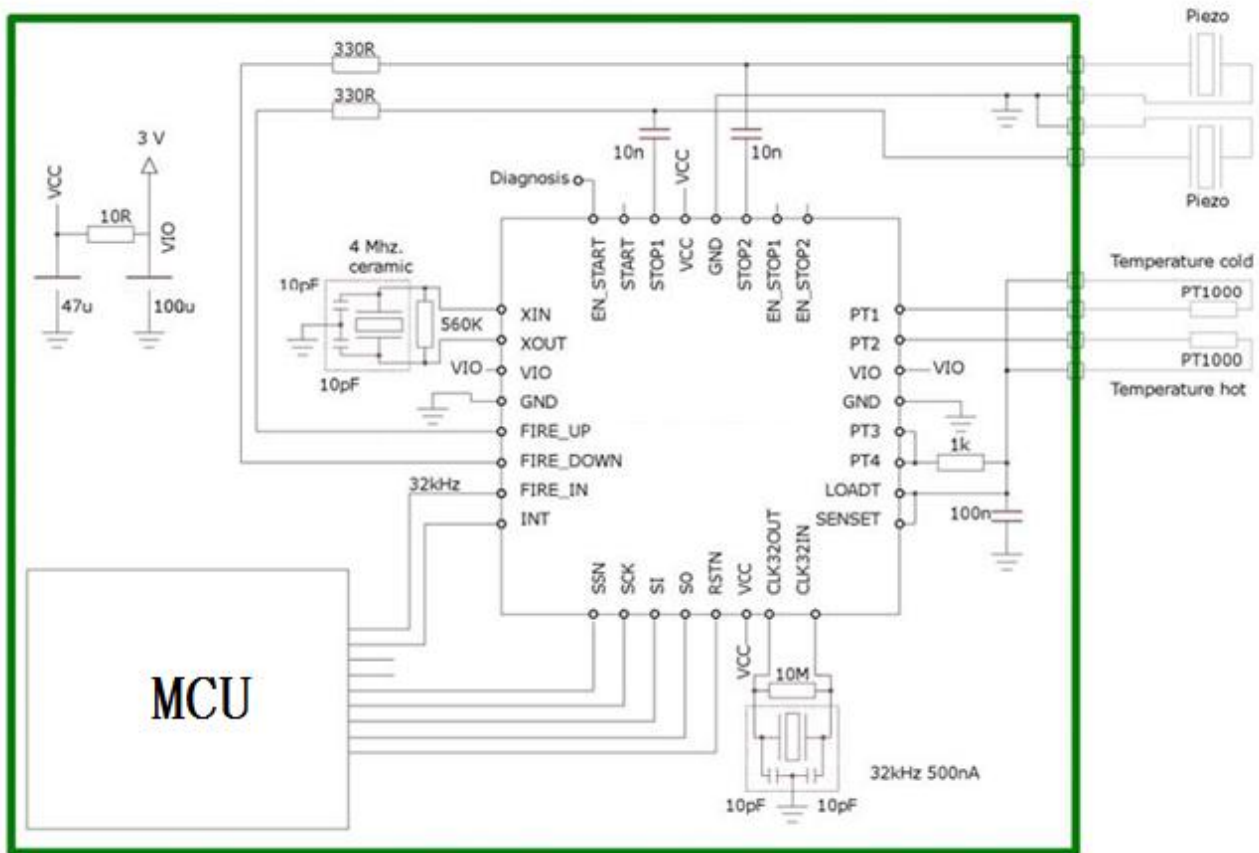 Piezo
330R
330R
3 V
VCC
10R
VIO
47u
100u
10n
10n
VCC
Diagnosis
EN_START
START
STOP1
VCC
GND
STOP2
EN_STOP1
EN_STOP2
Piezo
4 Mhz.
ceramic
10pF
560K
10pF
VIO
XIN
XOUT
VIO
GND
FIRE_UP
FIRE_DOWN
FIRE_IN
INT
32kHz
PT1
PT2
VIO
GND
PT3
PT4
LOADT
SENSET
VIO
1k
100n
Temperature cold
PT1000
PT1000
Temperature hot
SSN
SCK
SI
SO
RSTN
VCC
CLK32OUT
CLK32IN
VCC
10M
MCU
32kHz 500nA
10pF
10pF